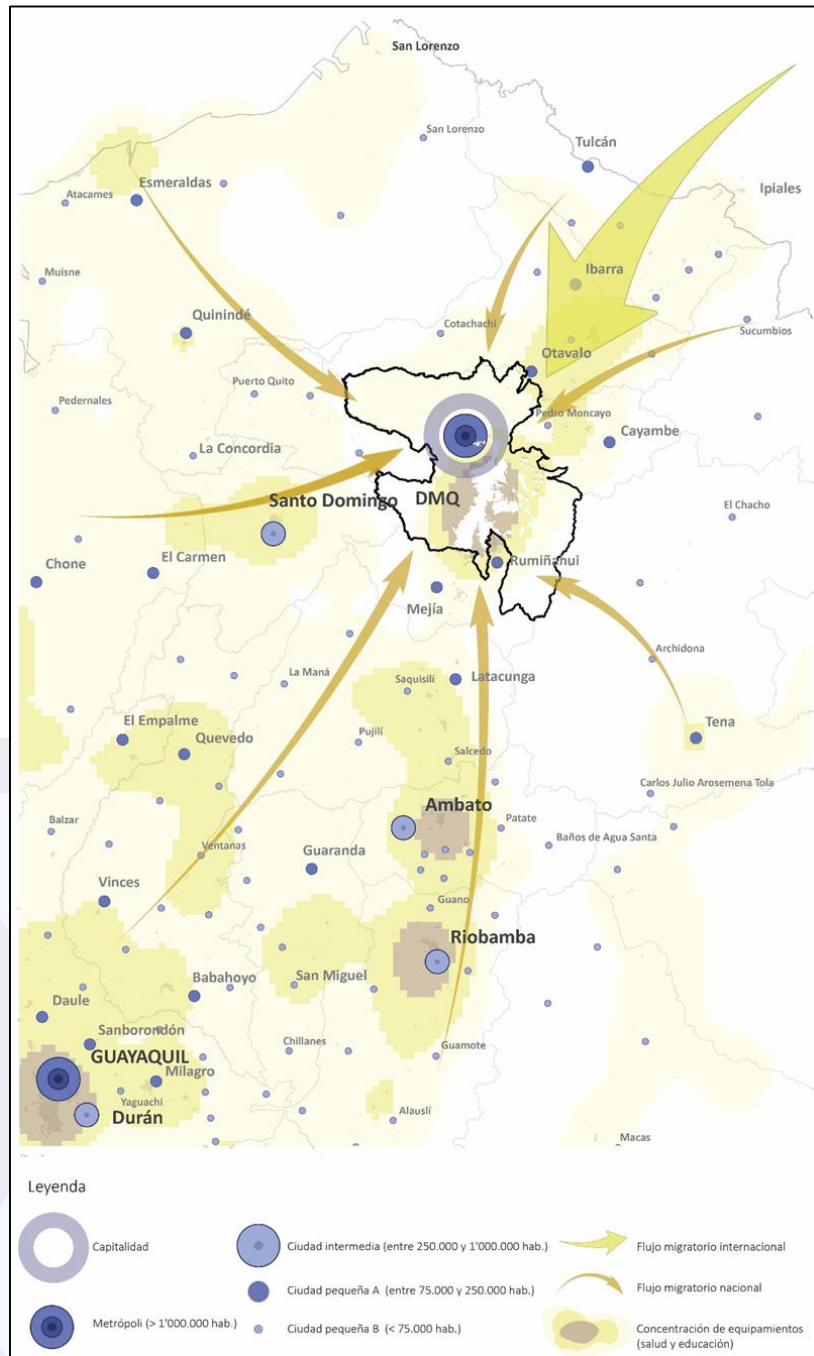 San Lorenzo
San Lorenzo
Tulcán
Ipiales
Atacames
Esmeraldas
Ibarra
Muisne
Quinindé
Cotachachi
Sucumbios
Otavalo
Puerto Quito
Pedernales
Pedro Moncayo
Cayambe
La Concordia
Santo Domingo
DMQ
El Chacho
Chone
El Carmen
Rumiñahui
Mejía
Archidona
La Maná
Saquisilí
Latacunga
El Empalme
Quevedo
Pujilí
Salcedo
Tena
Carlos Julio Arosemena Tola
Balzar
Ambato
Patate
Baños de Agua Santa
Ventanas
Guaranda
Vinces
Guano
Riobamba
Babahoyo
San Miguel
Daule
Sanborondón
Chillanes
Guamote
GUAYAQUIL
Milagro
Yaguachi
Durán
Alauslí
Macas
Leyenda
Capitalidad
Metrópoli (> 1'000.000 hab.)
Ciudad intermedia (entre 250.000 y 1'000.000 hab.)
Ciudad pequeña A (entre 75.000 y 250.000 hab.)
Ciudad pequeña B (< 75.000 hab.)
Flujo migratorio internacional
Flujo migratorio nacional
Concentración de equipamientos
(salud y educación)